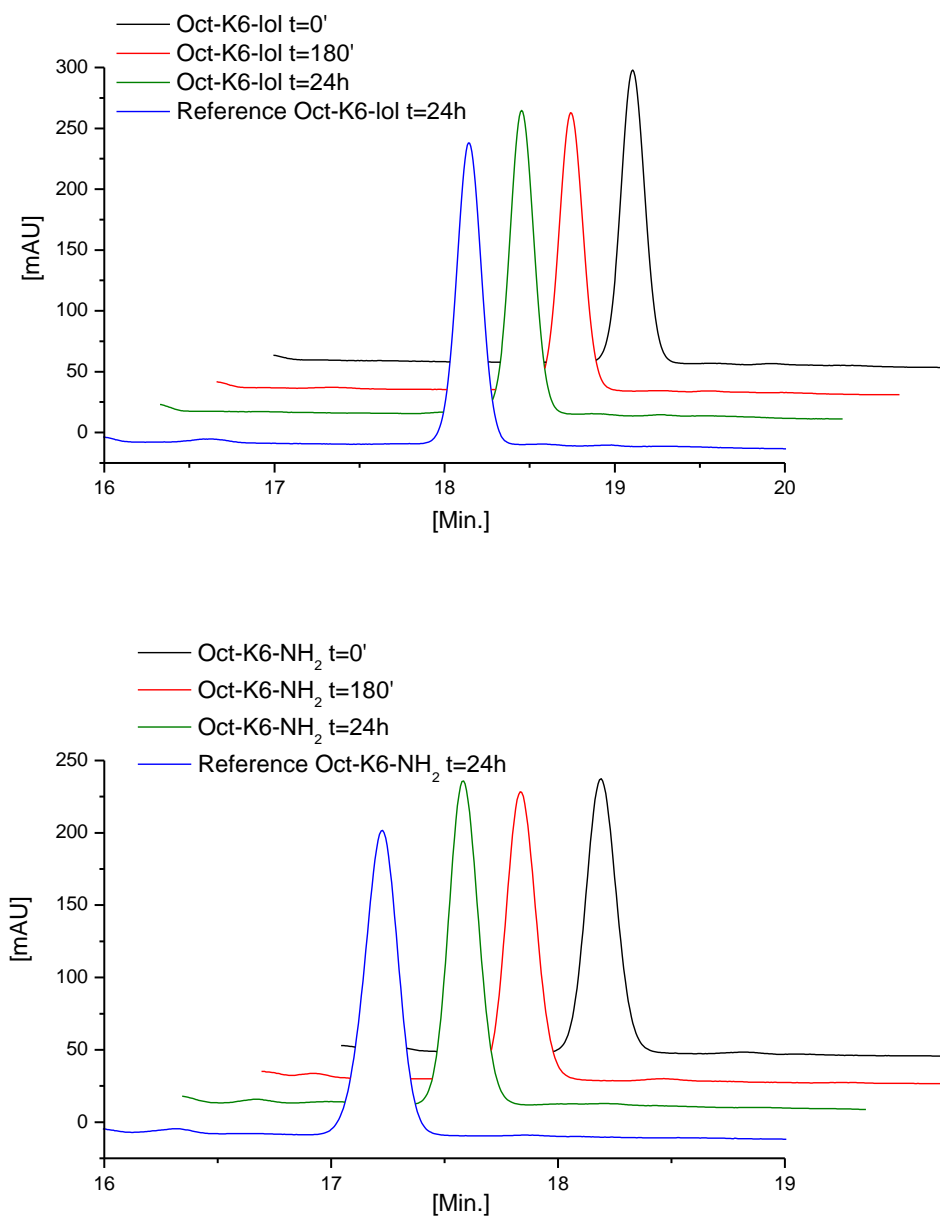 Oct-K6-lol t=0'
Oct-K6-lol t=180'
Oct-K6-lol t=24h
Reference Oct-K6-lol t=24h
300
250
200
150
100
50
0
[mAU]
16 17 18 19 20
[Min.]
Oct-K6-NH₂ t=0'
Oct-K6-NH₂ t=180'
Oct-K6-NH₂ t=24h
Reference Oct-K6-NH₂ t=24h
250
200
150
100
50
0
[mAU]
16 17 18 19
[Min.]